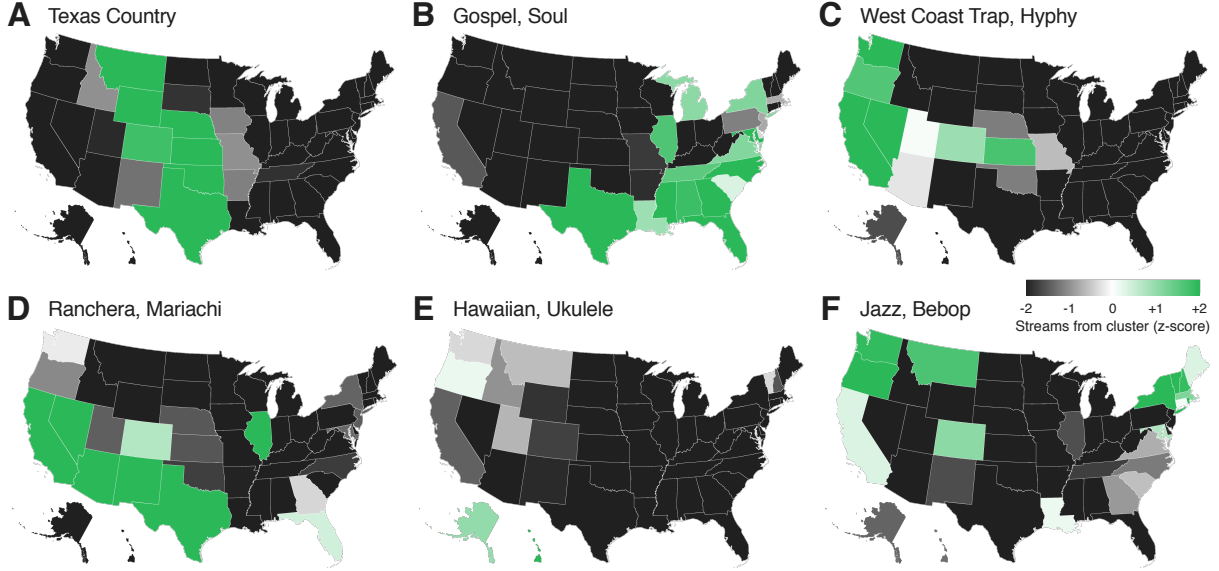 A Texas Country
B Gospel, Soul
C West Coast Trap, Hyphy
D Ranchera, Mariachi
E Hawaiian, Ukulele
F Jazz, Bebop
-2 -1 0 +1 +2
Streams from cluster (z-score)